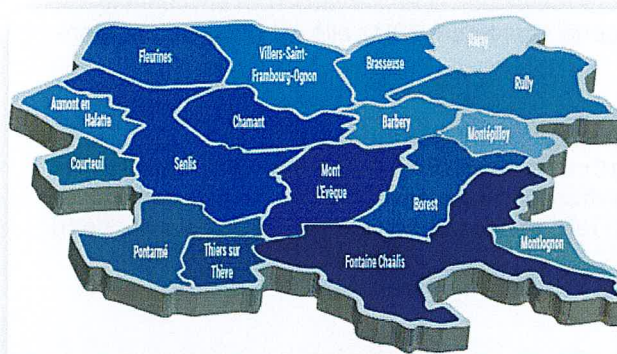 Fleurines
Villers-Saint-
Frambourg-Ognon
Brasseuse
Raray
Rully
Aumont en
Halatte
Chamant
Barbery
Montépilloy
Courteuil
Senlis
Mont
L'Evêque
Borest
Pontarmé
Thiers sur
Thève
Fontaine Chaâlis
Montlognon